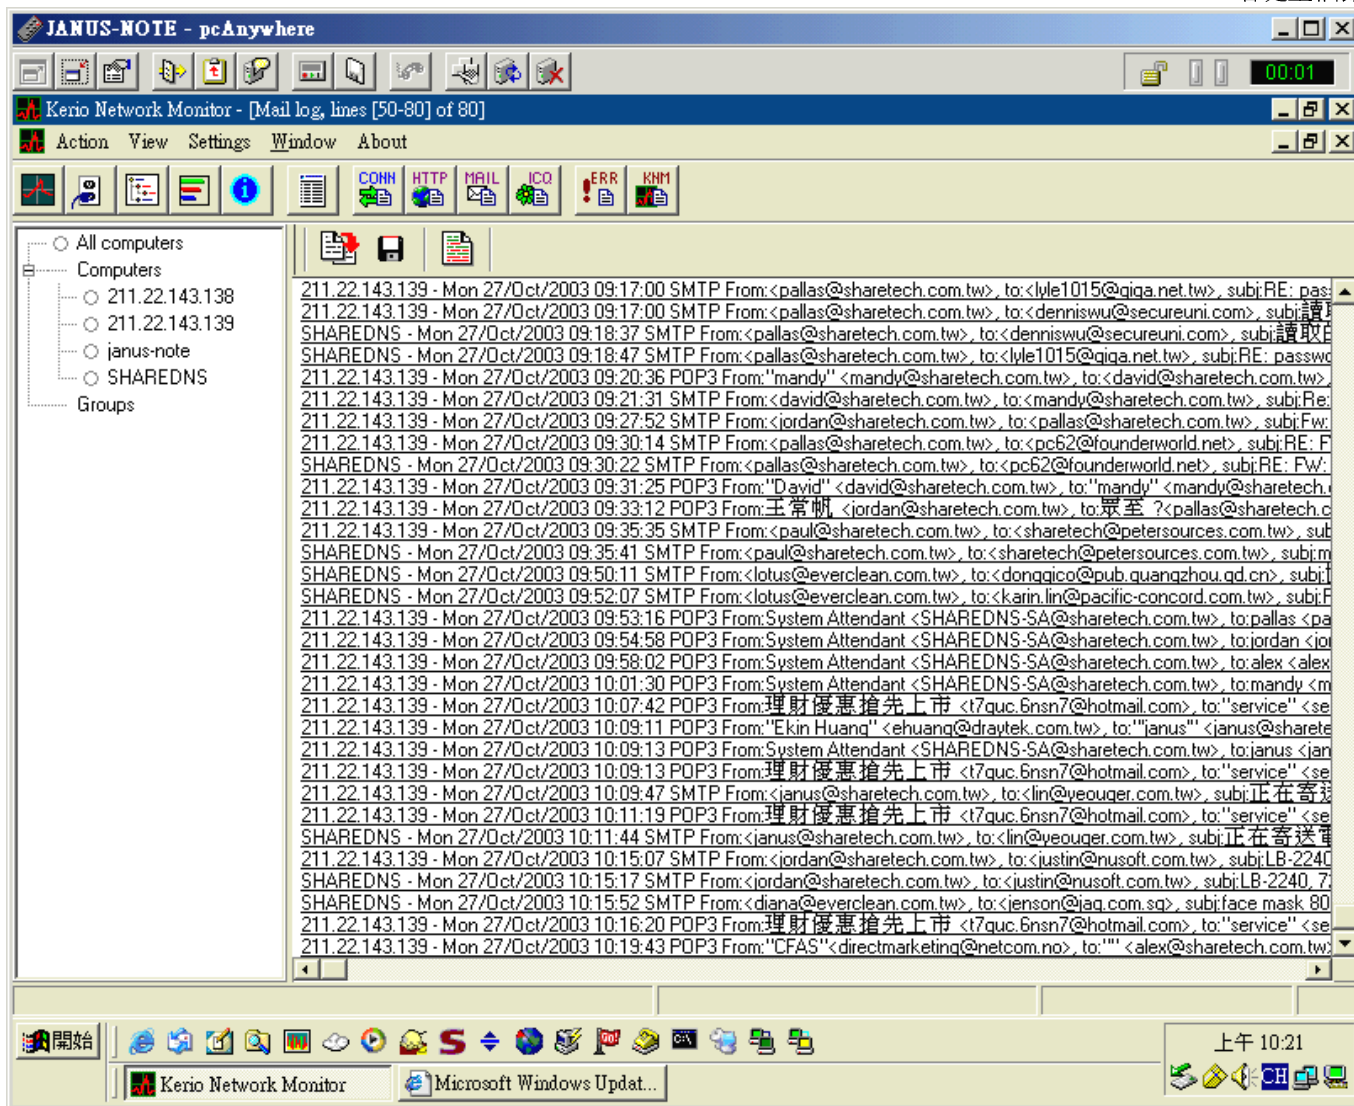 JANUS-NOTE - pcAnywhere
00:01
Kerio Network Monitor - [Mail log, lines [50-80] of 80]
Action View Settings Window About
CONN HTTP MAIL ICQ ERR KNM
All computers
Computers
211.22.143.138
211.22.143.139
janus-note
SHAREDNS
Groups
211.22.143.139 - Mon 27/Oct/2003 09:17:00 SMTP From:<pallas@sharetech.com.tw>, to:<lyle1015@giga.net.tw>, subj:RE: pas
211.22.143.139 - Mon 27/Oct/2003 09:17:00 SMTP From:<pallas@sharetech.com.tw>, to:<denniswu@secureuni.com>, subj:讀
SHAREDNS - Mon 27/Oct/2003 09:18:37 SMTP From:<pallas@sharetech.com.tw>, to:<denniswu@secureuni.com>, subj:讀取
SHAREDNS - Mon 27/Oct/2003 09:18:47 SMTP From:<pallas@sharetech.com.tw>, to:<lyle1015@giga.net.tw>, subj:RE: passwo
211.22.143.139 - Mon 27/Oct/2003 09:20:36 POP3 From:"mandy" <mandy@sharetech.com.tw>, to:<david@sharetech.com.tw>,
211.22.143.139 - Mon 27/Oct/2003 09:21:31 SMTP From:<david@sharetech.com.tw>, to:<mandy@sharetech.com.tw>, subj:Re:
211.22.143.139 - Mon 27/Oct/2003 09:27:52 SMTP From:<jordan@sharetech.com.tw>, to:<pallas@sharetech.com.tw>, subj:Fw:
211.22.143.139 - Mon 27/Oct/2003 09:30:14 SMTP From:<pallas@sharetech.com.tw>, to:<pc62@founderworld.net>, subj:RE: F
SHAREDNS - Mon 27/Oct/2003 09:30:22 SMTP From:<pallas@sharetech.com.tw>, to:<pc62@founderworld.net>, subj:RE: FW:
211.22.143.139 - Mon 27/Oct/2003 09:31:25 POP3 From:"David" <david@sharetech.com.tw>, to:"mandy" <mandy@sharetech.
211.22.143.139 - Mon 27/Oct/2003 09:33:12 POP3 From:王常帆 <jordan@sharetech.com.tw>, to:眾至 ?<pallas@sharetech.c
211.22.143.139 - Mon 27/Oct/2003 09:35:35 SMTP From:<paul@sharetech.com.tw>, to:<sharetech@petersources.com.tw>, sub
SHAREDNS - Mon 27/Oct/2003 09:35:41 SMTP From:<paul@sharetech.com.tw>, to:<sharetech@petersources.com.tw>, subj:m
SHAREDNS - Mon 27/Oct/2003 09:50:11 SMTP From:<lotus@everclean.com.tw>, to:<dongqico@pub.guangzhou.gd.cn>, subj:
SHAREDNS - Mon 27/Oct/2003 09:52:07 SMTP From:<lotus@everclean.com.tw>, to:<karin.lin@pacific-concord.com.tw>, subj:F
211.22.143.139 - Mon 27/Oct/2003 09:53:16 POP3 From:System Attendant <SHAREDNS-SA@sharetech.com.tw>, to:pallas <pa
211.22.143.139 - Mon 27/Oct/2003 09:54:58 POP3 From:System Attendant <SHAREDNS-SA@sharetech.com.tw>, to:jordan <jo
211.22.143.139 - Mon 27/Oct/2003 09:58:02 POP3 From:System Attendant <SHAREDNS-SA@sharetech.com.tw>, to:alex <alex
211.22.143.139 - Mon 27/Oct/2003 10:01:30 POP3 From:System Attendant <SHAREDNS-SA@sharetech.com.tw>, to:mandy <m
211.22.143.139 - Mon 27/Oct/2003 10:07:42 POP3 From:理財優惠搶先上市 <t7quc.6nsn7@hotmail.com>, to:"service" <se
211.22.143.139 - Mon 27/Oct/2003 10:09:11 POP3 From:"Ekin Huang" <ehuang@draytek.com.tw>, to:""janus"" <janus@sharete
211.22.143.139 - Mon 27/Oct/2003 10:09:13 POP3 From:System Attendant <SHAREDNS-SA@sharetech.com.tw>, to:janus <jan
211.22.143.139 - Mon 27/Oct/2003 10:09:13 POP3 From:理財優惠搶先上市 <t7quc.6nsn7@hotmail.com>, to:"service" <se
211.22.143.139 - Mon 27/Oct/2003 10:09:47 SMTP From:<janus@sharetech.com.tw>, to:<lin@yeouger.com.tw>, subj:正在寄送
211.22.143.139 - Mon 27/Oct/2003 10:11:19 POP3 From:理財優惠搶先上市 <t7quc.6nsn7@hotmail.com>, to:"service" <se
SHAREDNS - Mon 27/Oct/2003 10:11:44 SMTP From:<janus@sharetech.com.tw>, to:<lin@yeouger.com.tw>, subj:正在寄送電
211.22.143.139 - Mon 27/Oct/2003 10:15:07 SMTP From:<jordan@sharetech.com.tw>, to:<justin@nusoft.com.tw>, subj:LB-2240
SHAREDNS - Mon 27/Oct/2003 10:15:17 SMTP From:<jordan@sharetech.com.tw>, to:<justin@nusoft.com.tw>, subj:LB-2240, 7
SHAREDNS - Mon 27/Oct/2003 10:15:52 SMTP From:<diana@everclean.com.tw>, to:<jenson@jag.com.sg>, subj:face mask 80
211.22.143.139 - Mon 27/Oct/2003 10:16:20 POP3 From:理財優惠搶先上市 <t7quc.6nsn7@hotmail.com>, to:"service" <se
211.22.143.139 - Mon 27/Oct/2003 10:19:43 POP3 From:"CFAS"<directmarketing@netcom.no>, to:"" <alex@sharetech.com.tw>
開始
上午 10:21
Kerio Network Monitor
Microsoft Windows Updat...
CH